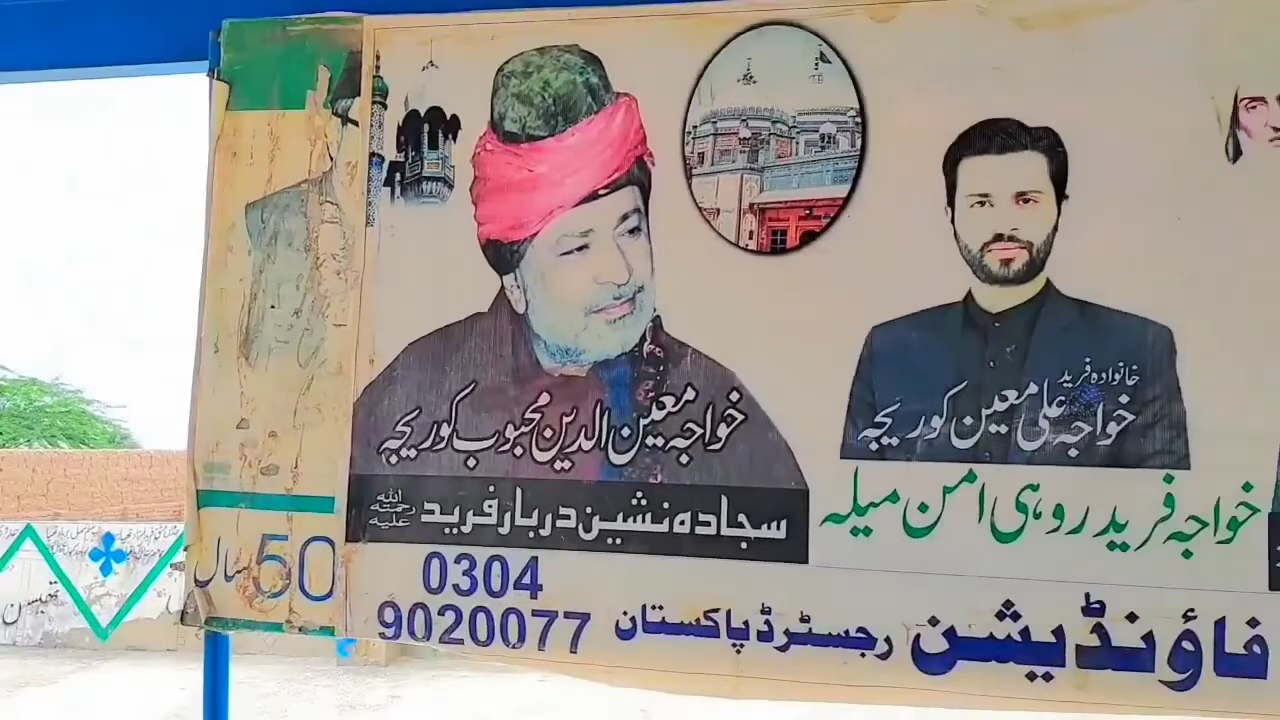 خواجہ معین الدین محبوب کوریجہ
سجادہ نشین دربار فرید رحمتہ اللہ علیہ
خانوادہ فرید
خواجہ علی معین کوریجہ
خواجہ فرید روہی امن میلہ
0304
9020077
فاؤنڈیشن رجسٹرڈ پاکستان
50 سال